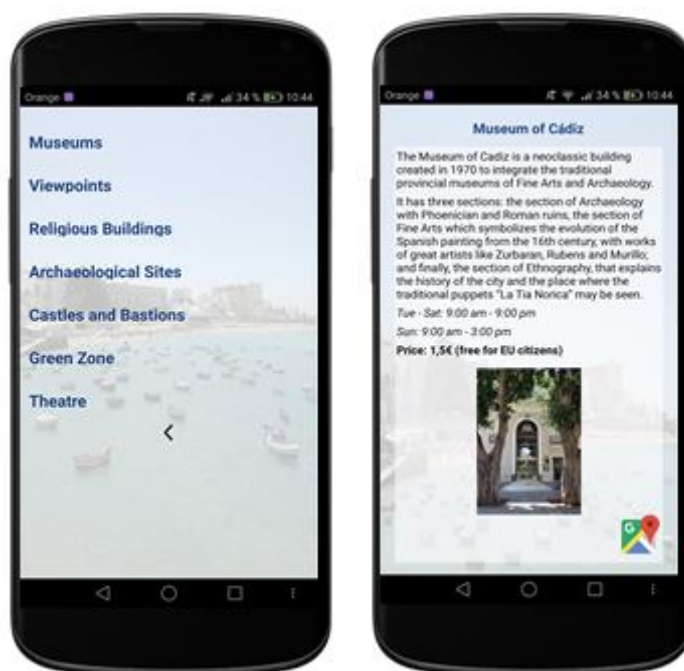 Orange 34 % 10:44
Museums
Viewpoints
Religious Buildings
Archaeological Sites
Castles and Bastions
Green Zone
Theatre
Orange 34 % 10:44
Museum of Cádiz
The Museum of Cadiz is a neoclassic building
created in 1970 to integrate the traditional
provincial museums of Fine Arts and Archaeology.
It has three sections: the section of Archaeology
with Phoenician and Roman ruins, the section of
Fine Arts which symbolizes the evolution of the
Spanish painting from the 16th century, with works
of great artists like Zurbaran, Rubens and Murillo;
and finally, the section of Ethnography, that explains
the history of the city and the place where the
traditional puppets "La Tia Norica" may be seen.
Tue - Sat: 9:00 am - 9:00 pm
Sun: 9:00 am - 3:00 pm
Price: 1,5€ (free for EU citizens)
G